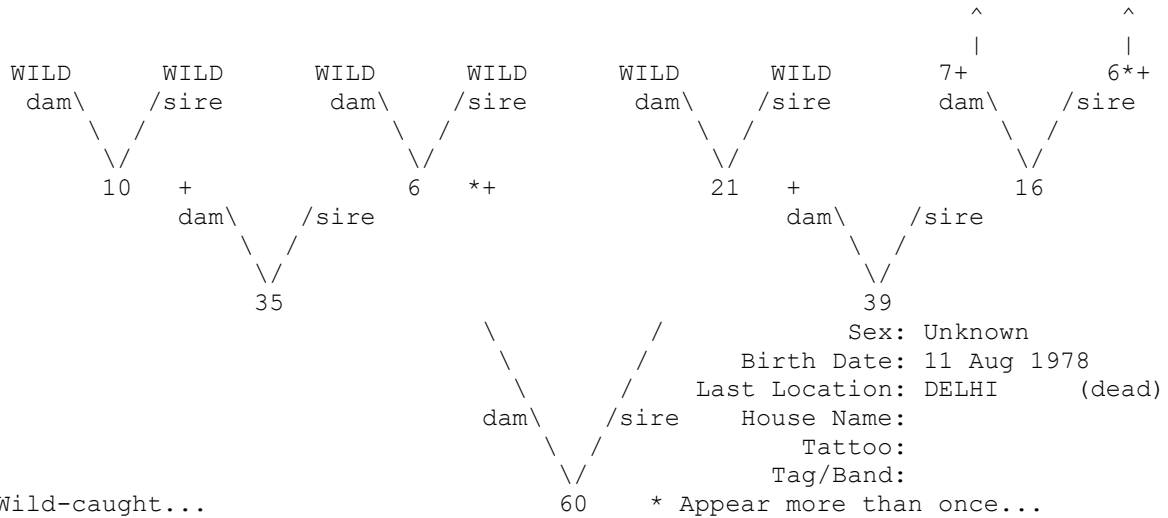 ^ ^
| |
WILD WILD WILD WILD WILD WILD 7+ 6*+
dam\ /sire dam\ /sire dam\ /sire dam\ /sire
\ / \ / \ / \ /
\/ \/ \/ \/
10 + 6 *+ 21 + 16
dam\ /sire dam\ /sire
\ / \ /
\/ \/
35 39
\ / Sex: Unknown
\ / Birth Date: 11 Aug 1978
\ / Last Location: DELHI (dead)
dam\ /sire House Name:
\ / Tattoo:
\/ Tag/Band:
Wild-caught... 60 * Appear more than once...